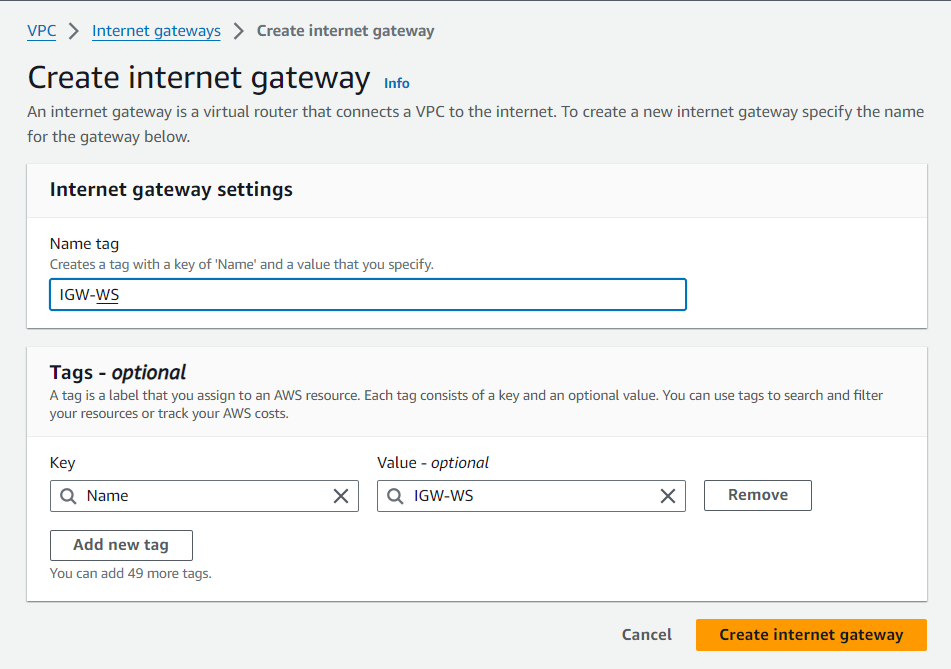 VPC > Internet gateways > Create internet gateway
Create internet gateway Info
An internet gateway is a virtual router that connects a VPC to the internet. To create a new internet gateway specify the name
for the gateway below.
Internet gateway settings
Name tag
Creates a tag with a key of 'Name' and a value that you specify.
IGW-WS
Tags - optional
A tag is a label that you assign to an AWS resource. Each tag consists of a key and an optional value. You can use tags to search and filter
your resources or track your AWS costs.
Key Value - optional
Name IGW-WS Remove
Add new tag
You can add 49 more tags.
Cancel Create internet gateway